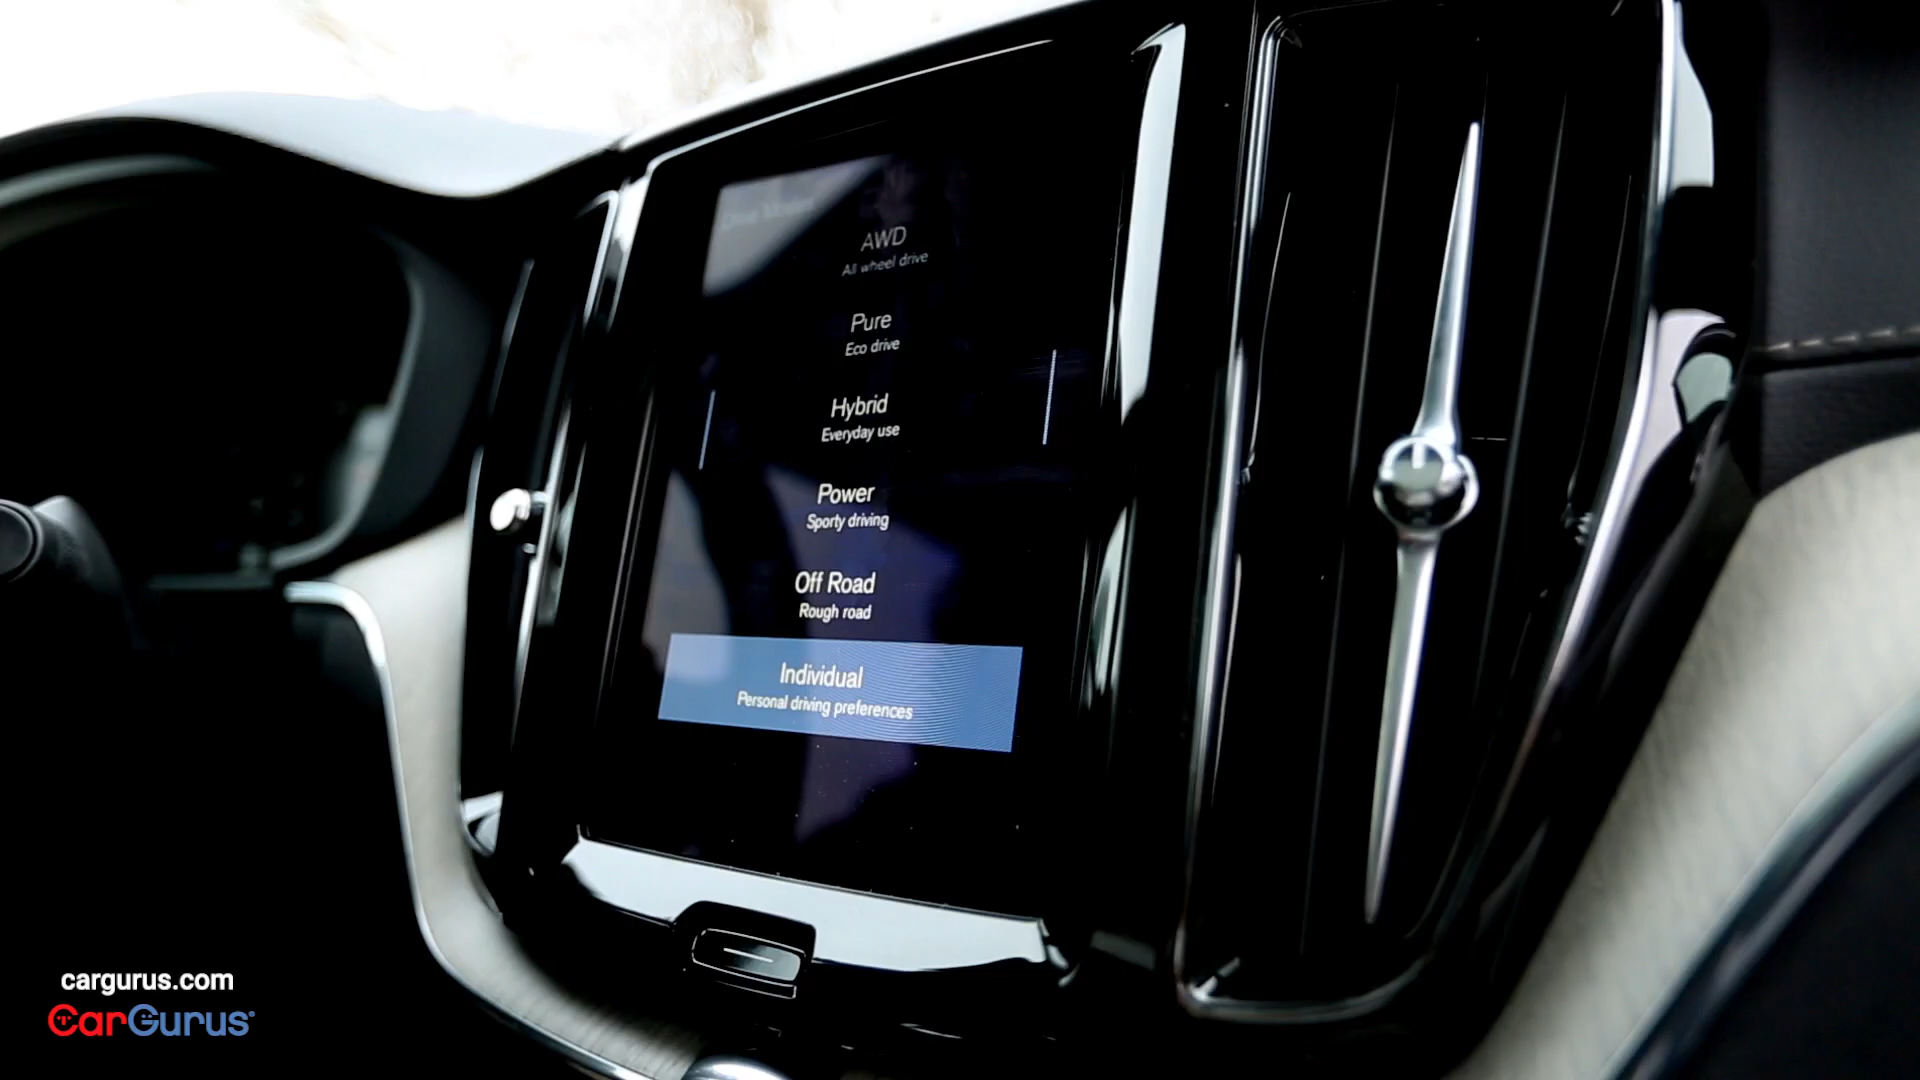 AWD
All wheel drive
Pure
Eco drive
Hybrid
Everyday use
Power
Sporty driving
Off Road
Rough road
Individual
Personal driving preferences
cargurus.com
CarGurus